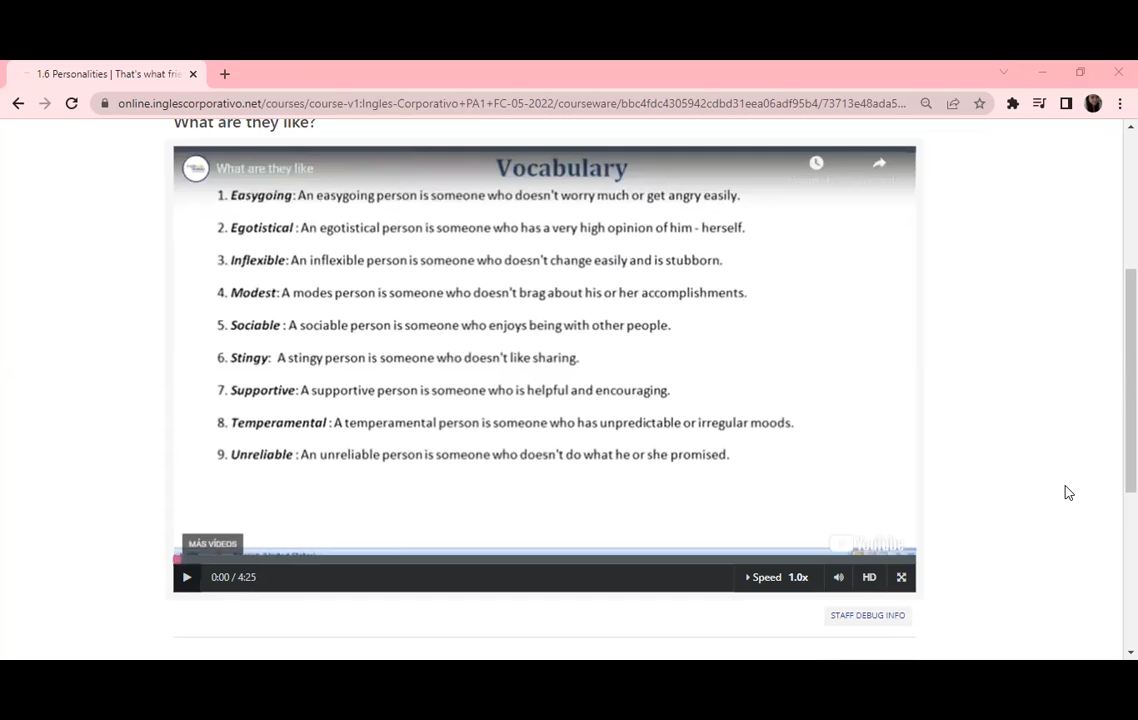 1.6 Personalities | That's what frie
online.inglescorporativo.net/courses/course-v1:Ingles-Corporativo+PA1+FC-05-2022/courseware/bbc4fdc4305942cdbd31eea06adf95b4/73713e48ada5...
What are they like?
What are they like
Vocabulary
1. Easygoing: An easygoing person is someone who doesn't worry much or get angry easily.
2. Egotistical : An egotistical person is someone who has a very high opinion of him - herself.
3. Inflexible: An inflexible person is someone who doesn't change easily and is stubborn.
4. Modest: A modes person is someone who doesn't brag about his or her accomplishments.
5. Sociable : A sociable person is someone who enjoys being with other people.
6. Stingy: A stingy person is someone who doesn't like sharing.
7. Supportive: A supportive person is someone who is helpful and encouraging.
8. Temperamental : A temperamental person is someone who has unpredictable or irregular moods.
9. Unreliable : An unreliable person is someone who doesn't do what he or she promised.
MÁS VÍDEOS
YouTube
0:00 / 4:25
Speed 1.0x
HD
STAFF DEBUG INFO